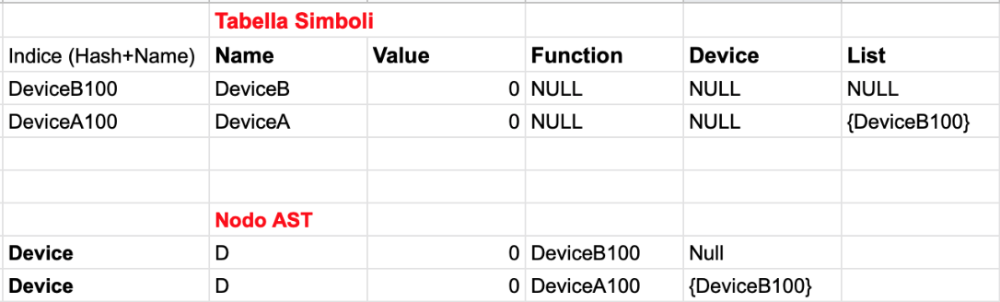 Tabella Simboli
Indice (Hash+Name) Name Value Function Device List
DeviceB100 DeviceB 0 NULL NULL NULL
DeviceA100 DeviceA 0 NULL NULL {DeviceB100}
Nodo AST
Device D 0 DeviceB100 Null
Device D 0 DeviceA100 {DeviceB100}